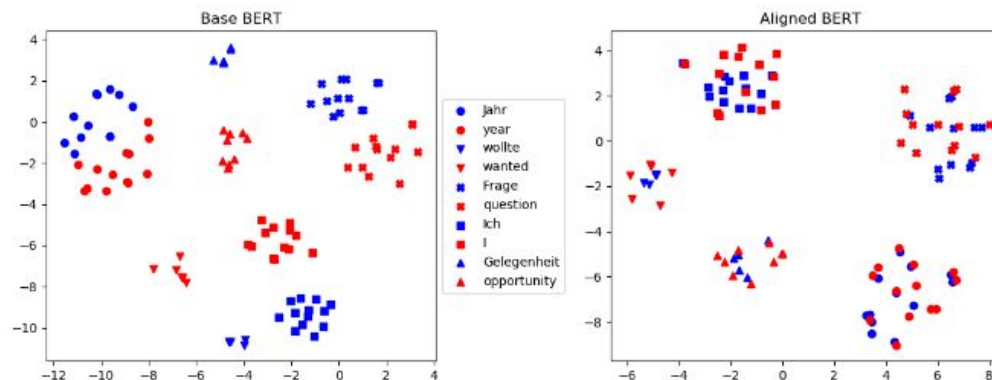 Base BERT
4
2
0
−2
−4
−6
−8
−10
−12 −10 −8 −6 −4 −2 0 2 4
Jahr
year
wollte
wanted
Frage
question
Ich
I
Gelegenheit
opportunity
Aligned BERT
4
2
0
−2
−4
−6
−8
−6 −4 −2 0 2 4 6 8